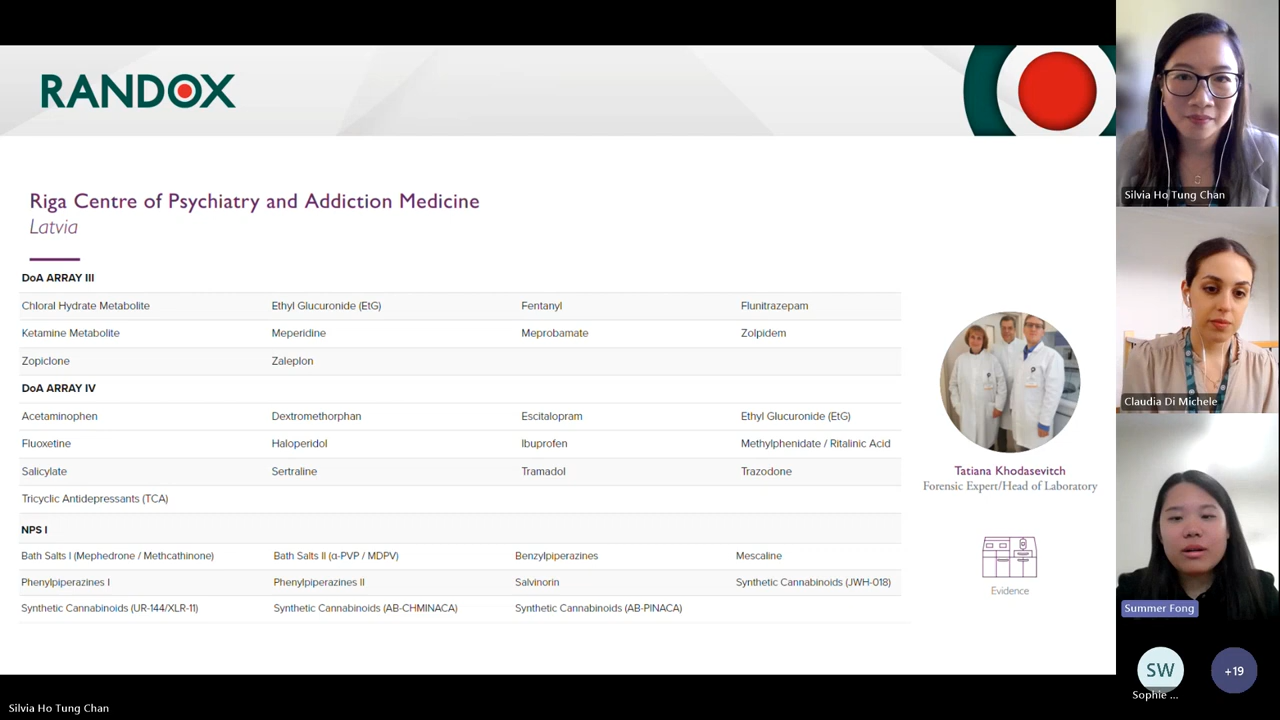 RANDOX
Riga Centre of Psychiatry and Addiction Medicine
Latvia
DoA ARRAY III
Chloral Hydrate Metabolite Ethyl Glucuronide (EtG) Fentanyl Flunitrazepam
Ketamine Metabolite Meperidine Meprobamate Zolpidem
Zopiclone Zaleplon
DoA ARRAY IV
Acetaminophen Dextromethorphan Escitalopram Ethyl Glucuronide (EtG)
Fluoxetine Haloperidol Ibuprofen Methylphenidate / Ritalinic Acid
Salicylate Sertraline Tramadol Trazodone
Tricyclic Antidepressants (TCA)
NPS I
Bath Salts I (Mephedrone / Methcathinone) Bath Salts II (α-PVP / MDPV) Benzylpiperazines Mescaline
Phenylpiperazines I Phenylpiperazines II Salvinorin Synthetic Cannabinoids (JWH-018)
Synthetic Cannabinoids (UR-144/XLR-11) Synthetic Cannabinoids (AB-CHMINACA) Synthetic Cannabinoids (AB-PINACA)
Tatiana Khodasevitch
Forensic Expert/Head of Laboratory
Evidence
Silvia Ho Tung Chan
Claudia Di Michele
Summer Fong
SW
+19
Sophie ...
Silvia Ho Tung Chan